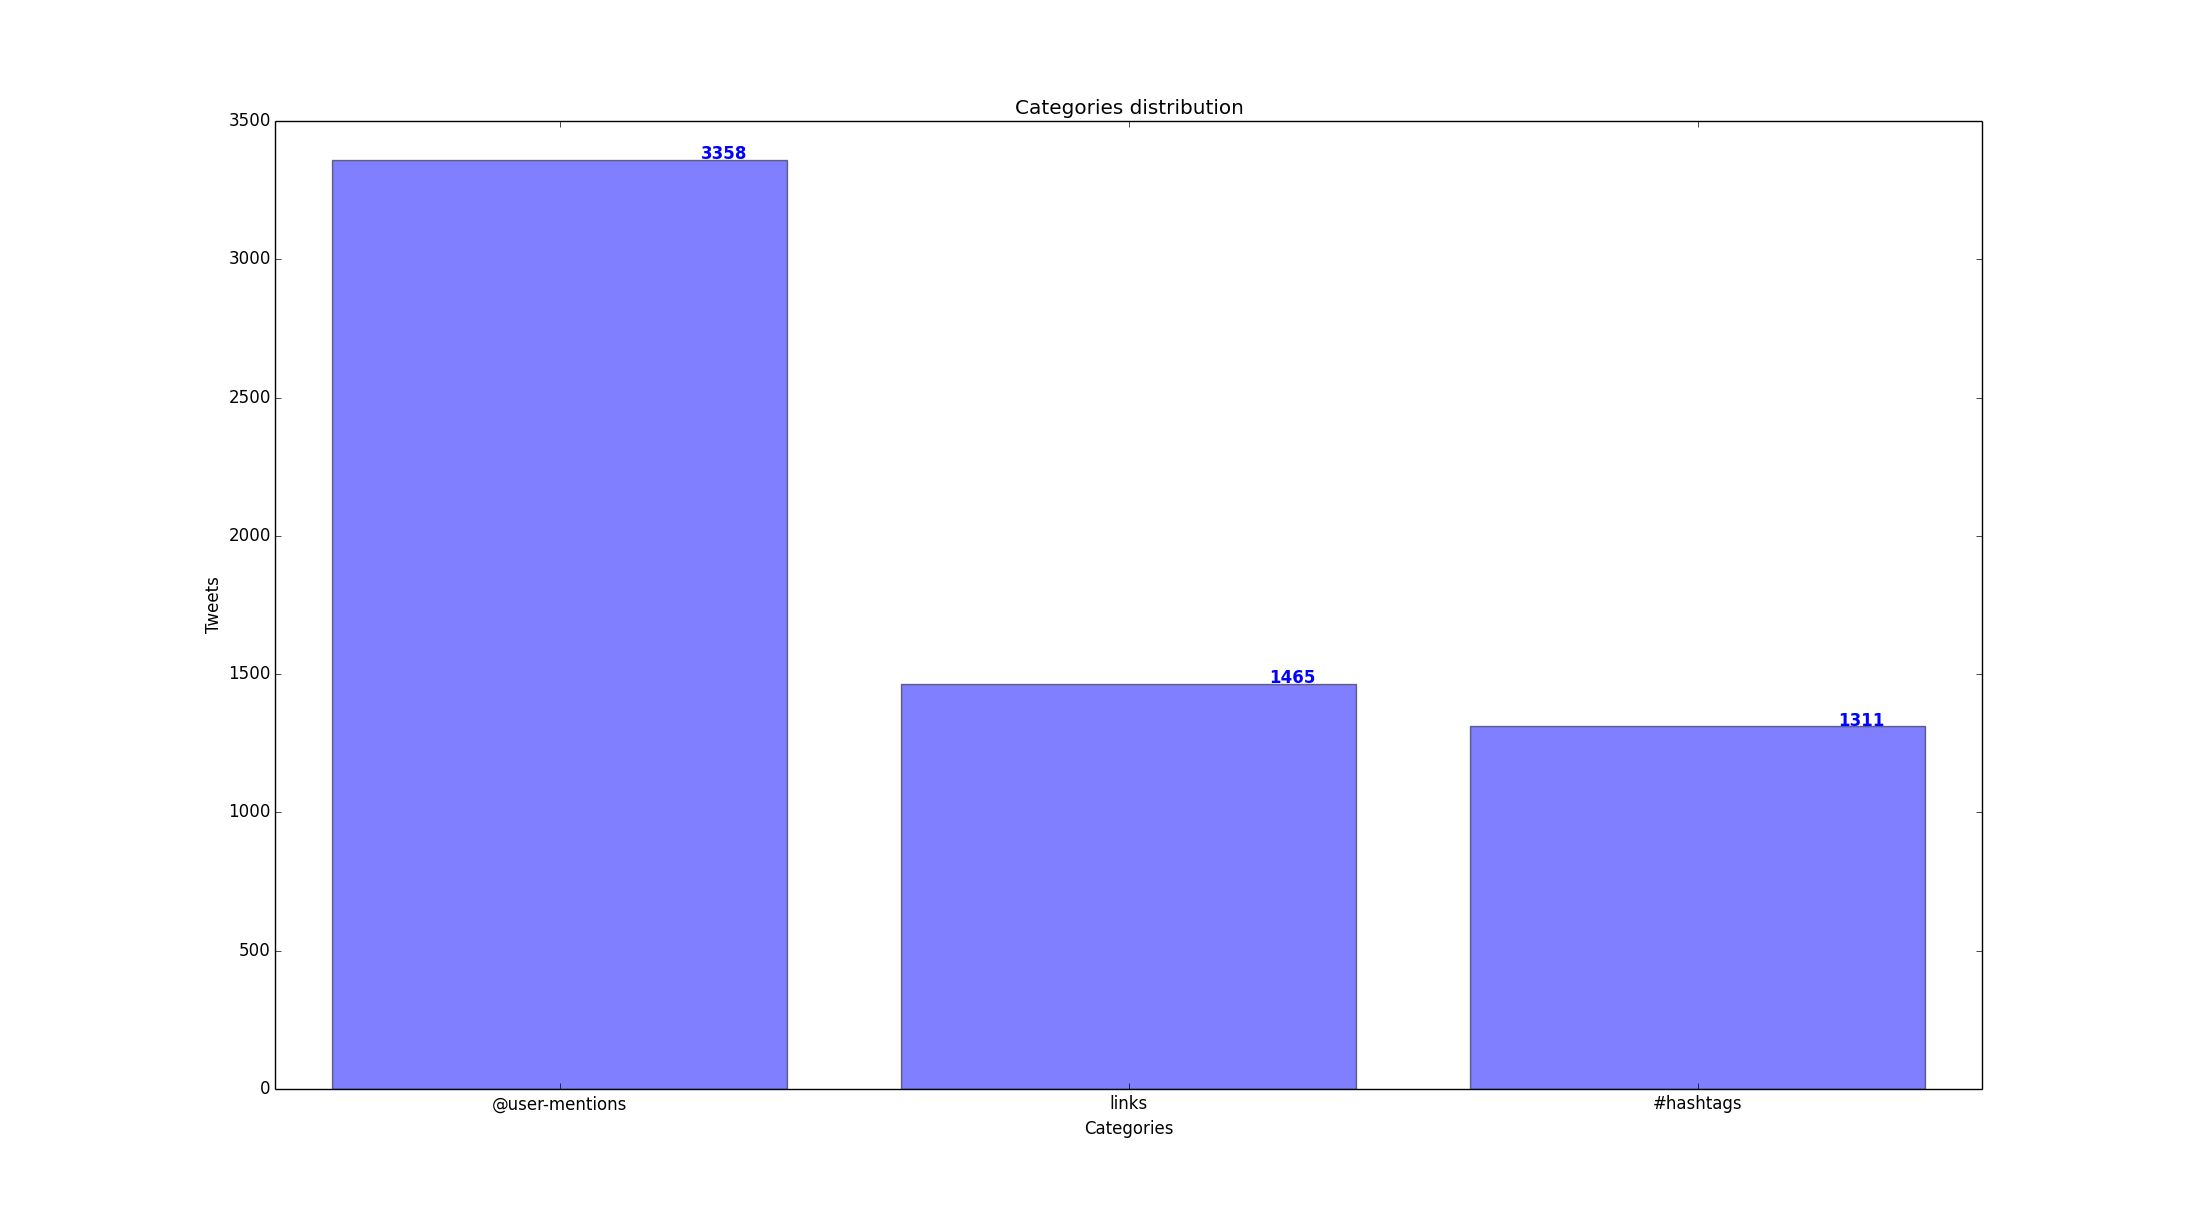 Categories distribution
3500
3000
2500
2000
1500
1000
500
0
Tweets
3358
1465
1311
@user-mentions
links
#hashtags
Categories